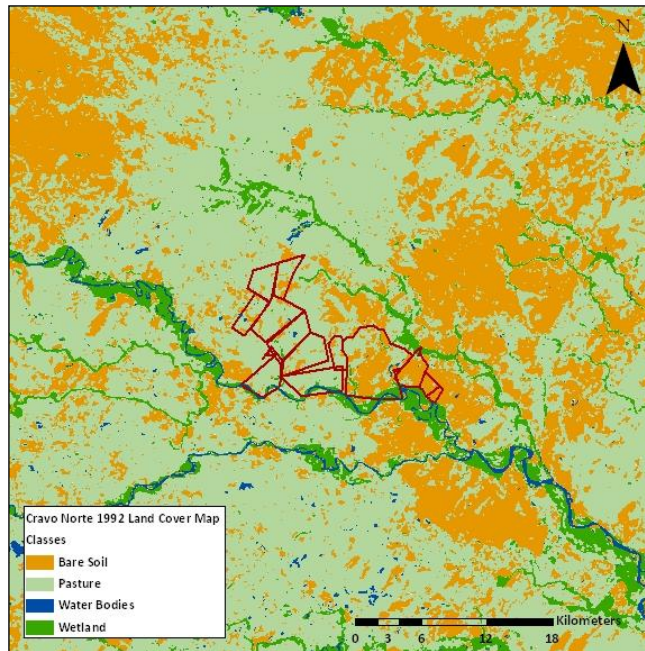 N
Cravo Norte 1992 Land Cover Map
Classes
Bare Soil
Pasture
Water Bodies
Wetland
Kilometers
0 3 6 12 18